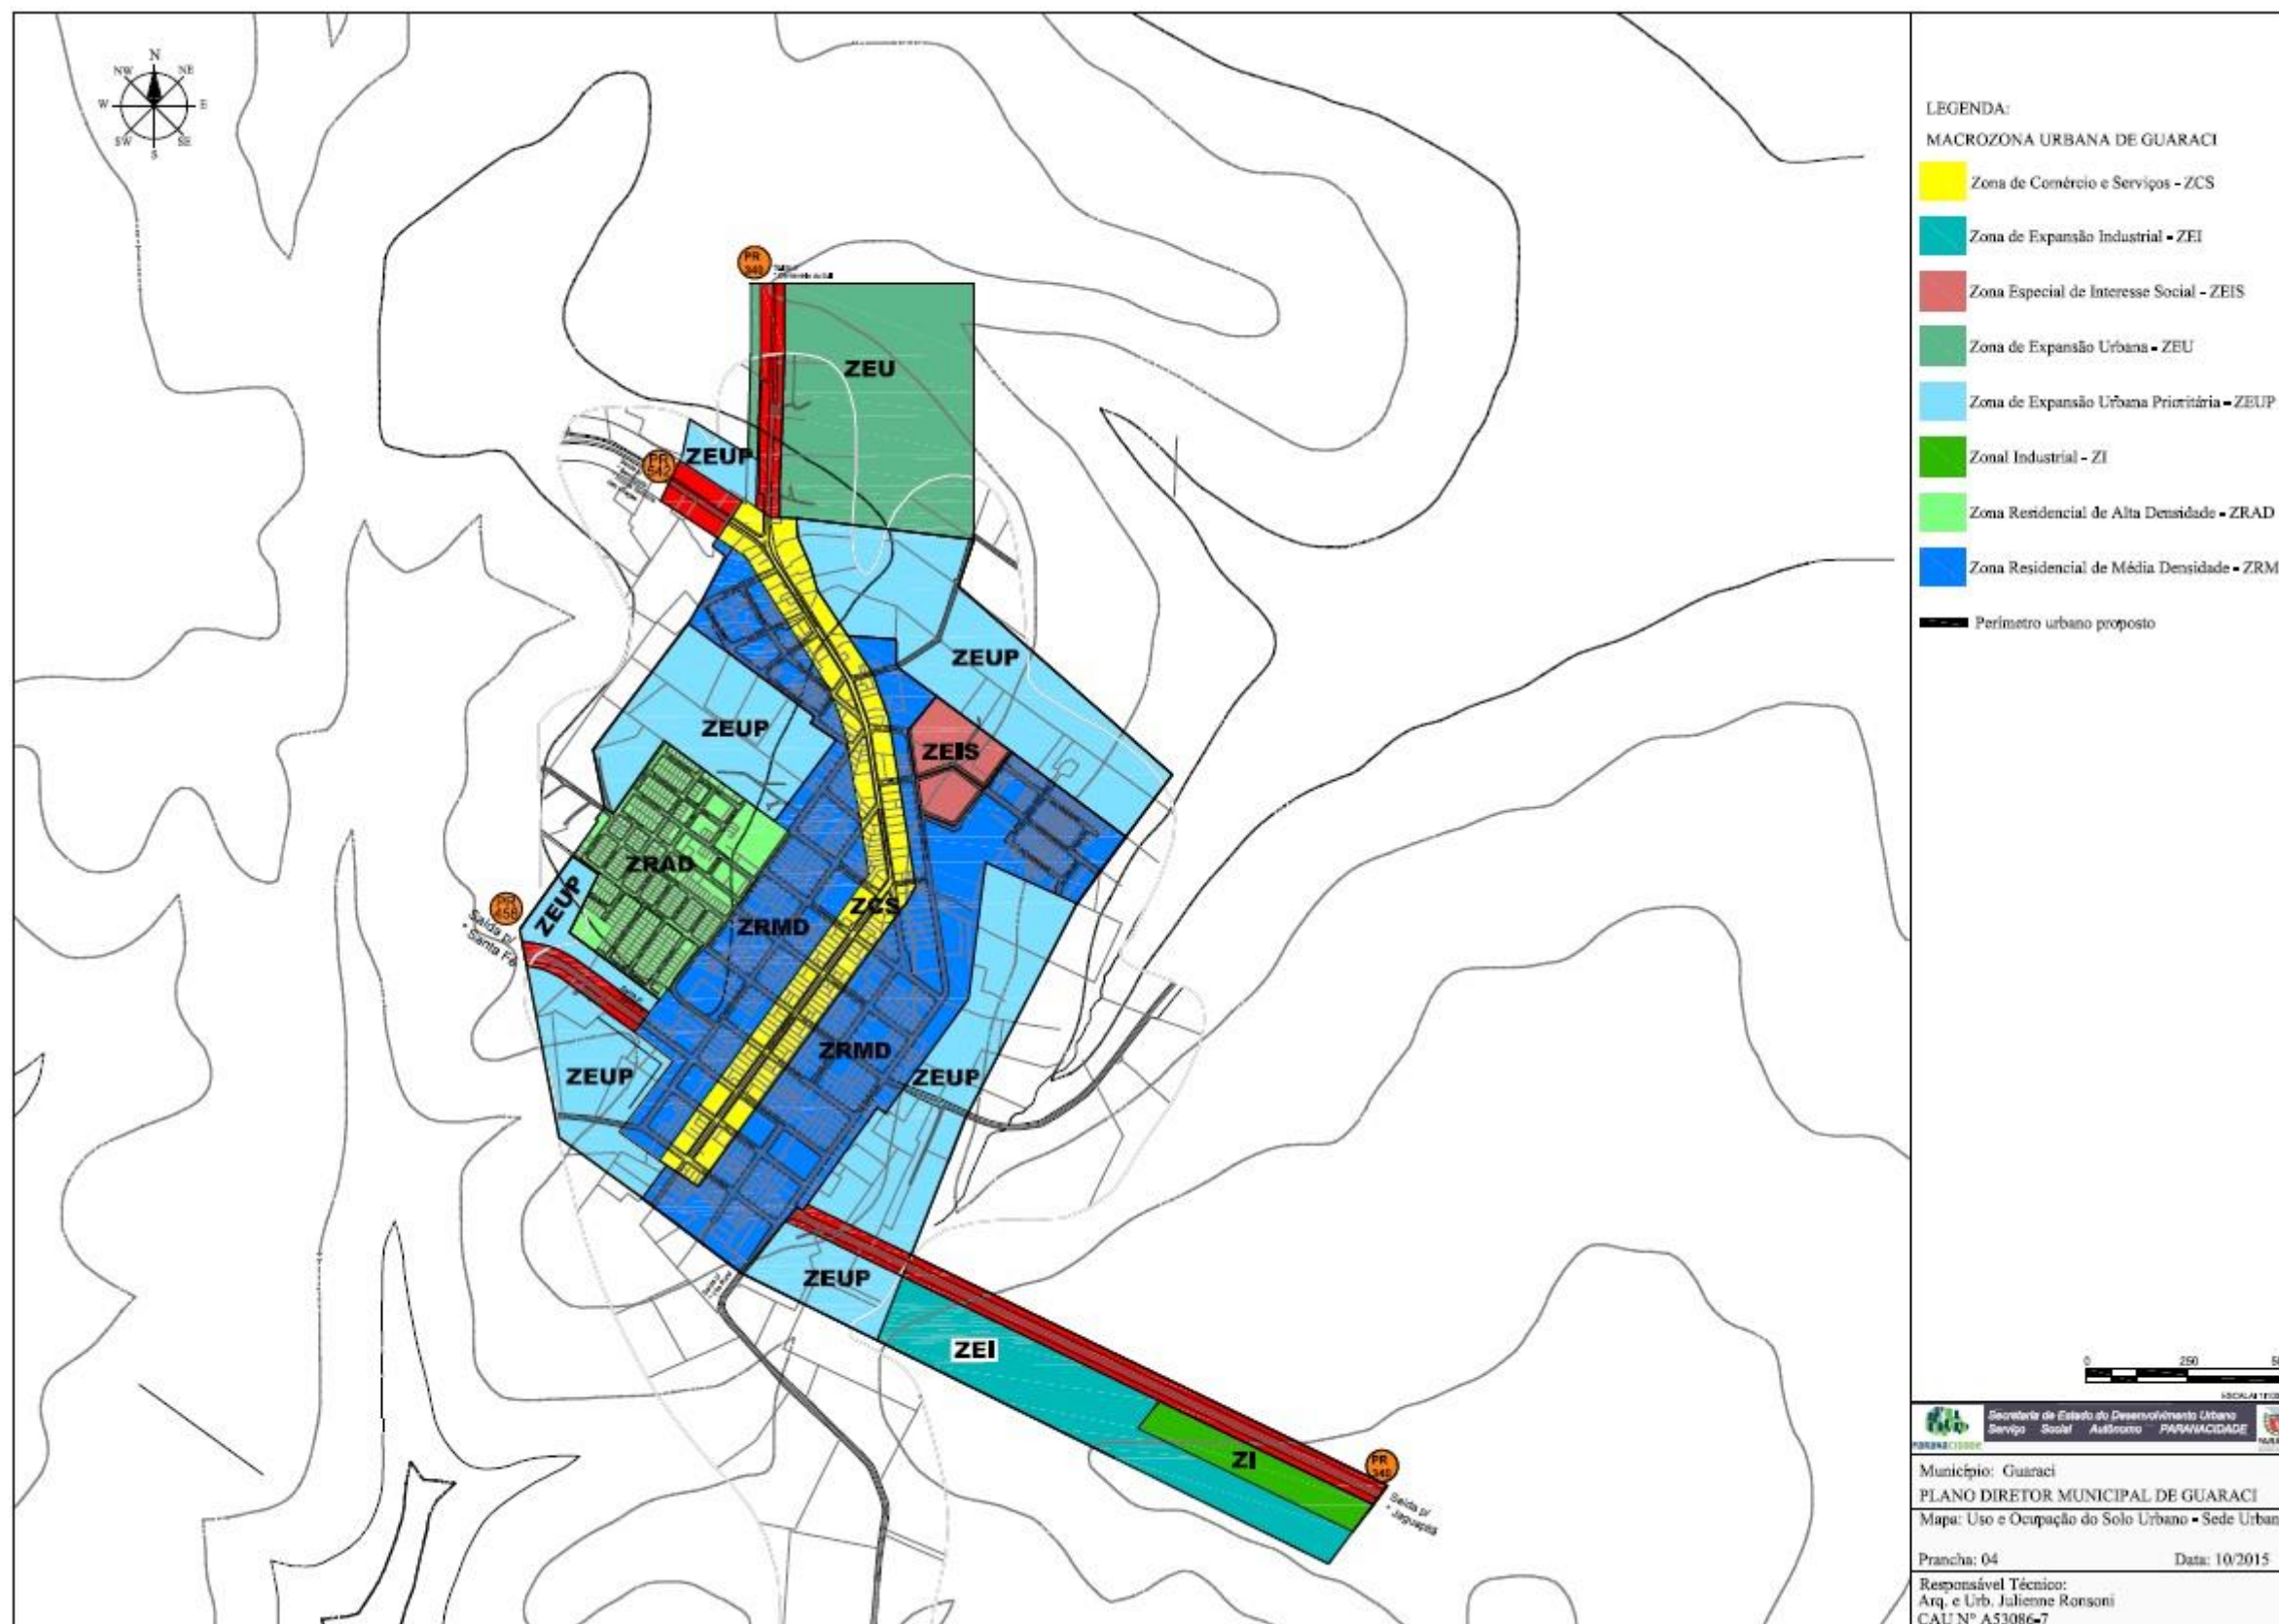 N
NW
NE
W
E
SW
SE
S
PR
340
ZEU
PR
542
ZEUP
ZEUP
ZEUP
ZEIS
ZRAD
ZEUP
PR
458
Saída p/
* Santa Fé
ZCS
ZRMD
ZRMD
ZEUP
ZEUP
ZEUP
ZEI
ZI
PR
340
Saída p/
* Jaguapitã
LEGENDA:
MACROZONA URBANA DE GUARACI
Zona de Comércio e Serviços - ZCS
Zona de Expansão Industrial - ZEI
Zona Especial de Interesse Social - ZEIS
Zona de Expansão Urbana - ZEU
Zona de Expansão Urbana Prioritária - ZEUP
Zonal Industrial - ZI
Zona Residencial de Alta Densidade - ZRAD
Zona Residencial de Média Densidade - ZRM
Perímetro urbano proposto
0 250
PARANACIDADE
Secretaria de Estado do Desenvolvimento Urbano
Serviço Social Autônomo PARANACIDADE
Município: Guaraci
PLANO DIRETOR MUNICIPAL DE GUARACI
Mapa: Uso e Ocupação do Solo Urbano - Sede Urban
Prancha: 04 Data: 10/2015
Responsável Técnico:
Arq. e Urb. Julienne Ronsoni
CAU Nº A53086-7